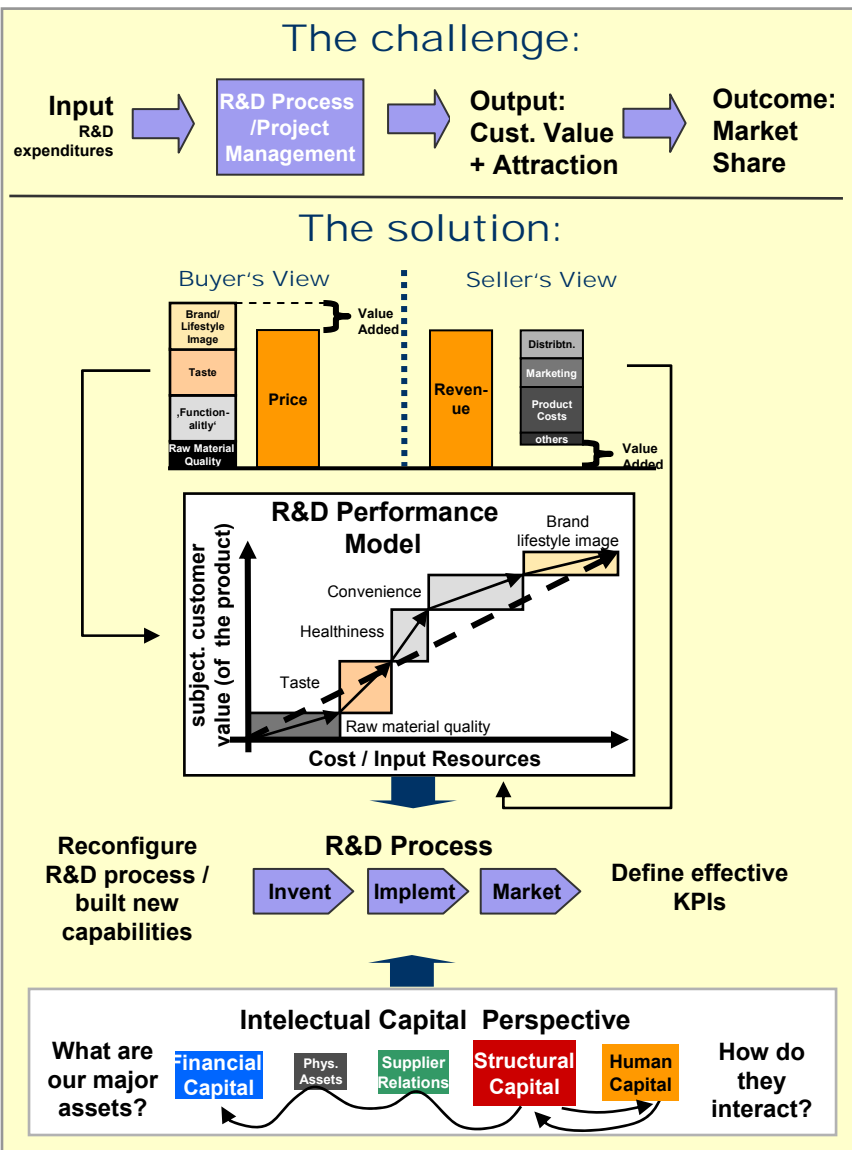 The challenge:
Input
R&D
expenditures
R&D Process
/Project
Management
Output:
Cust. Value
+ Attraction
Outcome:
Market
Share
The solution:
Buyer's View
Seller's View
Brand/
Lifestyle
Image
Taste
‚Function-
alitly‘
Raw Material
Quality
Price
Value
Added
Reven-
ue
Distribtn.
Marketing
Product
Costs
others
Value
Added
R&D Performance
Model
subject. customer
value (of the product)
Brand
lifestyle image
Convenience
Healthiness
Taste
Raw material quality
Cost / Input Resources
Reconfigure
R&D process /
built new
capabilities
R&D Process
Invent
Implemt
Market
Define effective
KPIs
Intelectual Capital Perspective
What are
our major
assets?
Financial
Capital
Phys.
Assets
Supplier
Relations
Structural
Capital
Human
Capital
How do
they
interact?